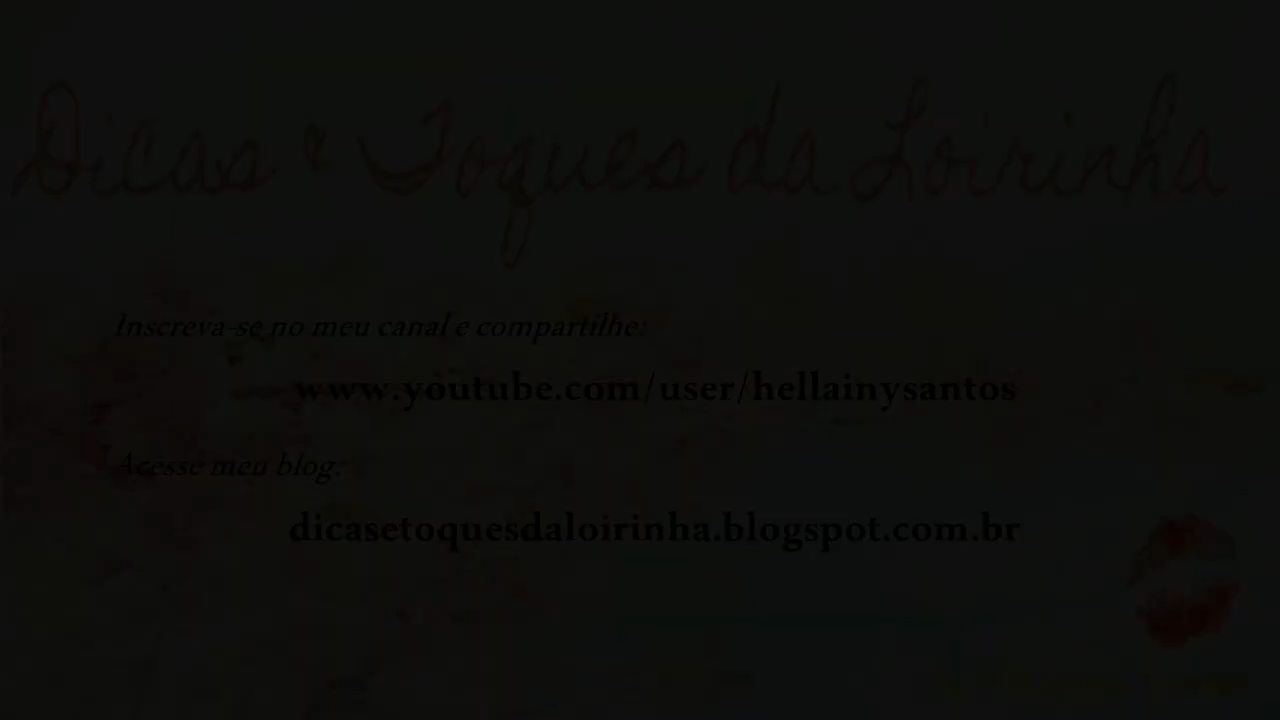 Dicas & Toques da Loirinha
Inscreva-se no meu canal e compartilhe:
www.youtube.com/user/hellainysantos
Acesse meu blog:
dicasetoquesdaloirinha.blogspot.com.br